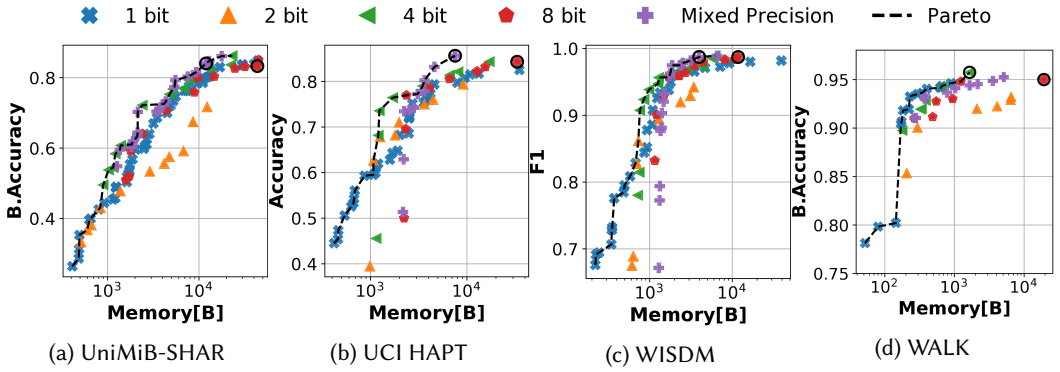 1 bit 2 bit 4 bit 8 bit Mixed Precision Pareto
B.Accuracy
0.8
0.6
0.4
10³ 10⁴
Memory[B]
(a) UniMiB-SHAR
Accuracy
0.8
0.7
0.6
0.5
0.4
10³ 10⁴
Memory[B]
(b) UCI HAPT
F1
1.0
0.9
0.8
0.7
10³ 10⁴
Memory[B]
(c) WISDM
B.Accuracy
0.95
0.90
0.85
0.80
0.75
10² 10³ 10⁴
Memory[B]
(d) WALK